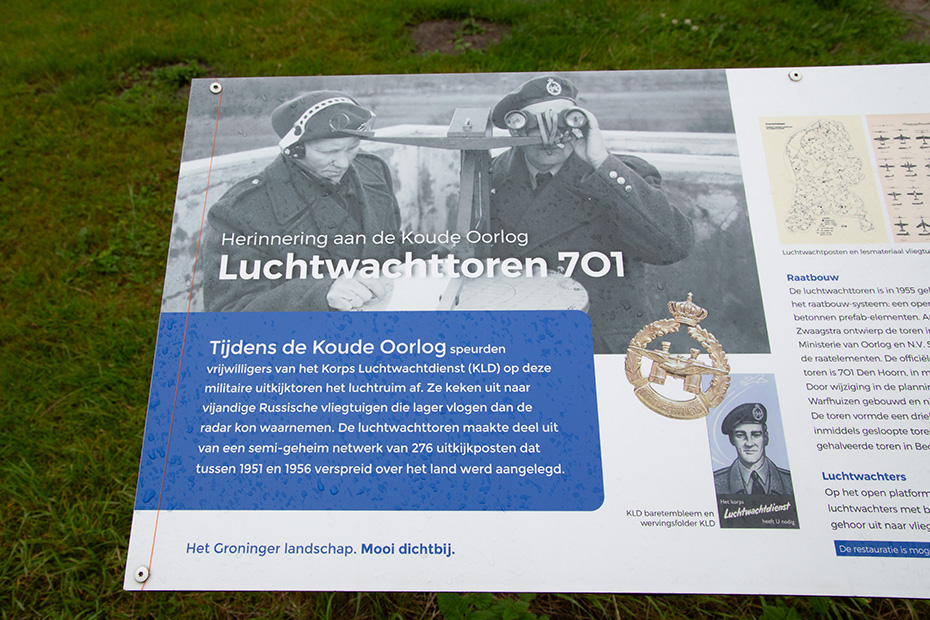 Herinnering aan de Koude Oorlog
Luchtwachttoren 701
Tijdens de Koude Oorlog speurden
vrijwilligers van het Korps Luchtwachtdienst (KLD) op deze
militaire uitkijktoren het luchtruim af. Ze keken uit naar
vijandige Russische vliegtuigen die lager vlogen dan de
radar kon waarnemen. De luchtwachttoren maakte deel uit
van een semi-geheim netwerk van 276 uitkijkposten dat
tussen 1951 en 1956 verspreid over het land werd aangelegd.
Het Groninger landschap. Mooi dichtbij.
KLD baretembleem en
wervingsfolder KLD
Het korps
Luchtwachtdienst
heeft U nodig
Luchtwachtposten en lesmateriaal
Raatbouw
De luchtwachttoren is in 1955
het raatbouw-systeem: een
betonnen prefab-elementen.
Zwaagstra ontwierp de toren
Ministerie van Oorlog en N.V.
de raatelementen. De
toren is 701 Den Hoorn, in
Door wijziging in de
Warfhuizen gebouwd en
De toren vormde een
inmiddels gesloopte
gehalveerde toren in
Luchtwachters
Op het open platform
luchtwachters met
gehoor uit naar
De restauratie is